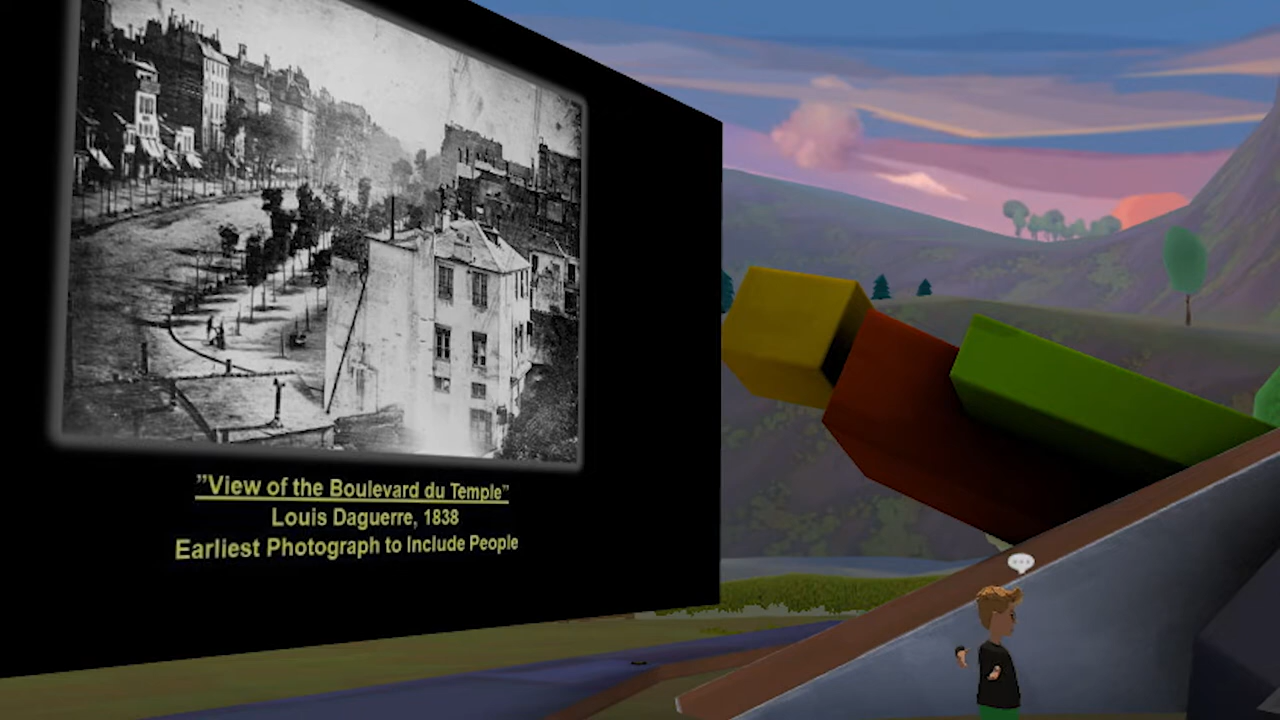 ”View of the Boulevard du Temple”
Louis Daguerre, 1838
Earliest Photograph to Include People